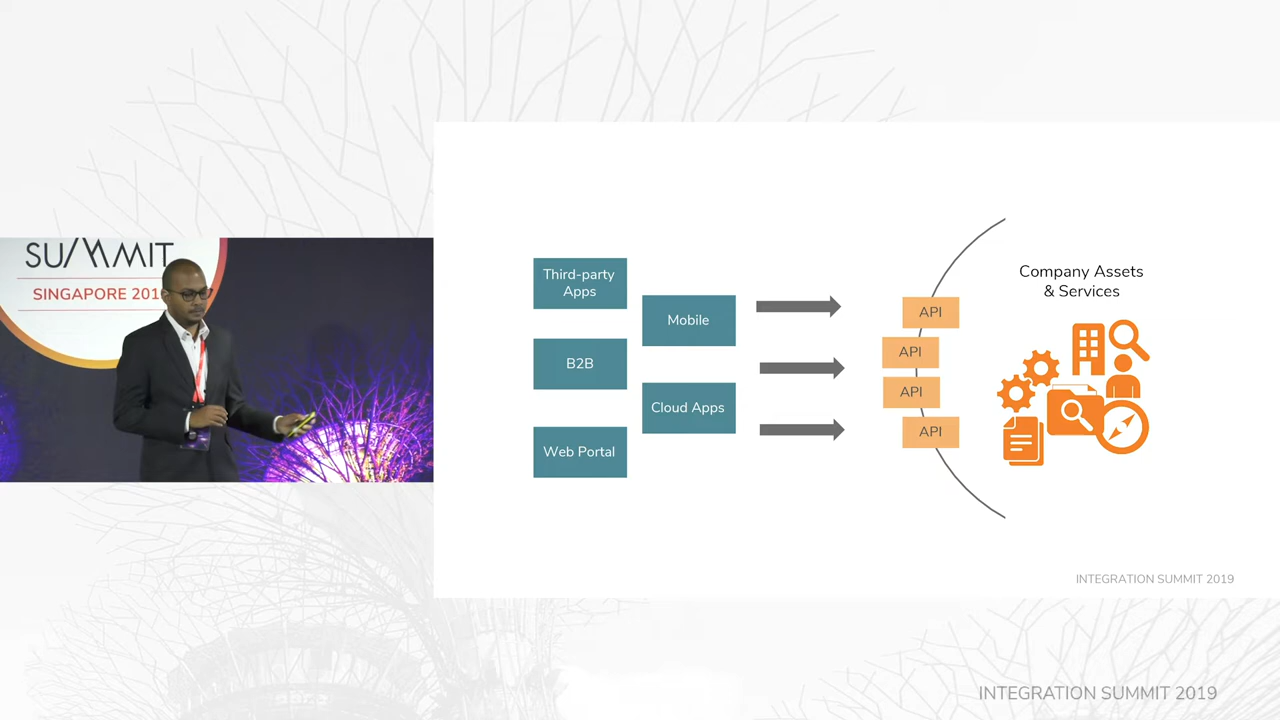 SUMMIT
SINGAPORE 201
Third-party
Apps
Mobile
B2B
Cloud Apps
Web Portal
API
API
API
API
Company Assets
& Services
INTEGRATION SUMMIT 2019
INTEGRATION SUMMIT 2019